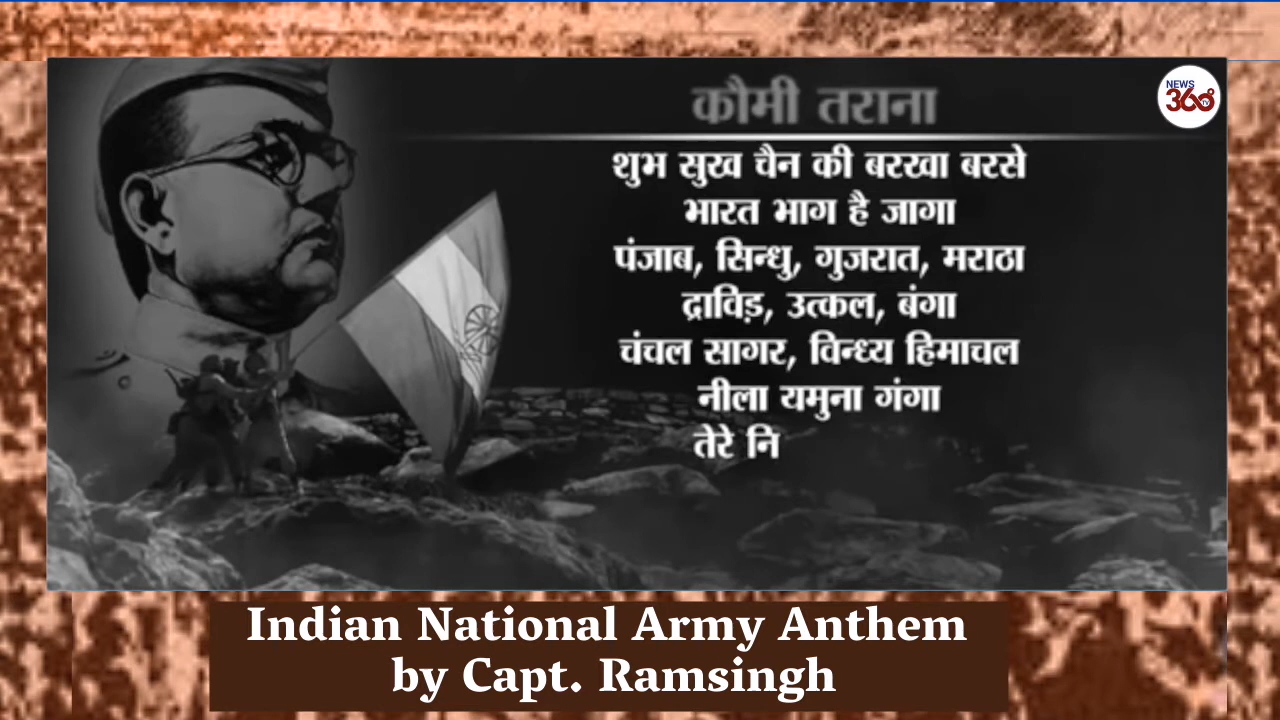 NEWS
360
TV
कौमी तराना
शुभ सुख चैन की बरखा बरसे
भारत भाग है जागा
पंजाब, सिन्धु, गुजरात, मराठा
द्राविड़, उत्कल, बंगा
चंचल सागर, विन्ध्य हिमाचल
नीला यमुना गंगा
तेरे नि
Indian National Army Anthem
by Capt. Ramsingh